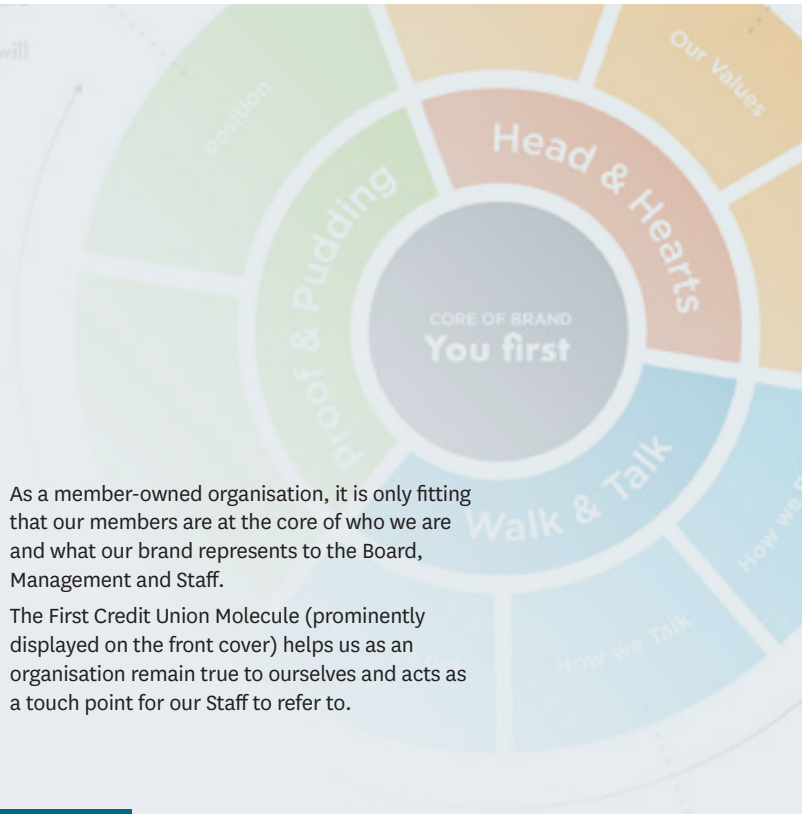 will
Position
Our Values
Head & Hearts
Proof & Pudding
CORE OF BRAND
You first
Walk & Talk
How we
How we Talk
As a member-owned organisation, it is only fitting
that our members are at the core of who we are
and what our brand represents to the Board,
Management and Staff.
The First Credit Union Molecule (prominently
displayed on the front cover) helps us as an
organisation remain true to ourselves and acts as
a touch point for our Staff to refer to.